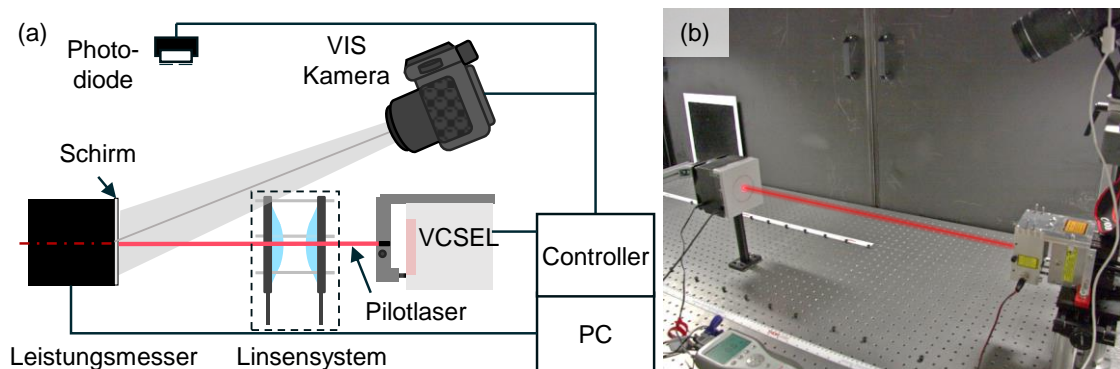 (a)
Photo-
diode
VIS
Kamera
Schirm
VCSEL
Controller
Pilotlaser
PC
Leistungsmesser
Linsensystem
(b)